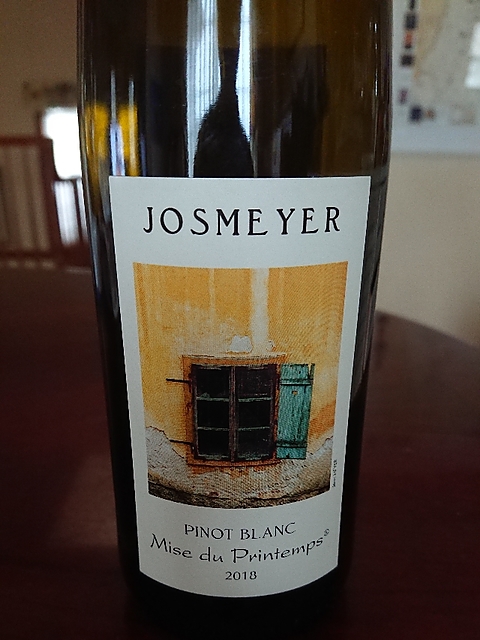 JOSMEYER
PINOT BLANC
Mise du Printemps®
2018